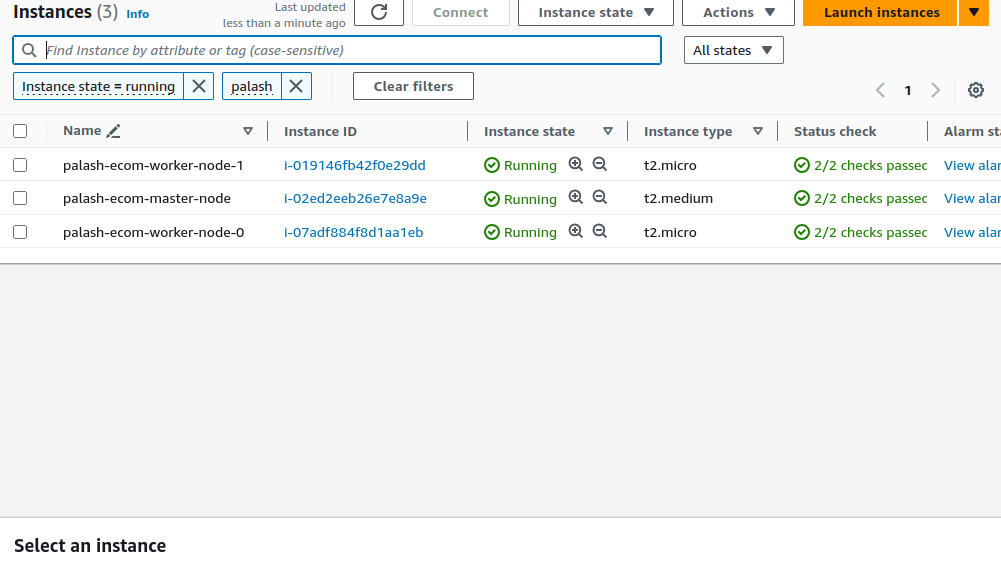 Instances (3) Info
Last updated
less than a minute ago
Connect
Instance state
Actions
Launch instances
Find Instance by attribute or tag (case-sensitive)
All states
Instance state = running
palash
Clear filters
1
Name Instance ID Instance state Instance type Status check Alarm sta
palash-ecom-worker-node-1 i-019146fb42f0e29dd Running t2.micro 2/2 checks passec View alar
palash-ecom-master-node i-02ed2eeb26e7e8a9e Running t2.medium 2/2 checks passec View alar
palash-ecom-worker-node-0 i-07adf884f8d1aa1eb Running t2.micro 2/2 checks passec View alar
Select an instance